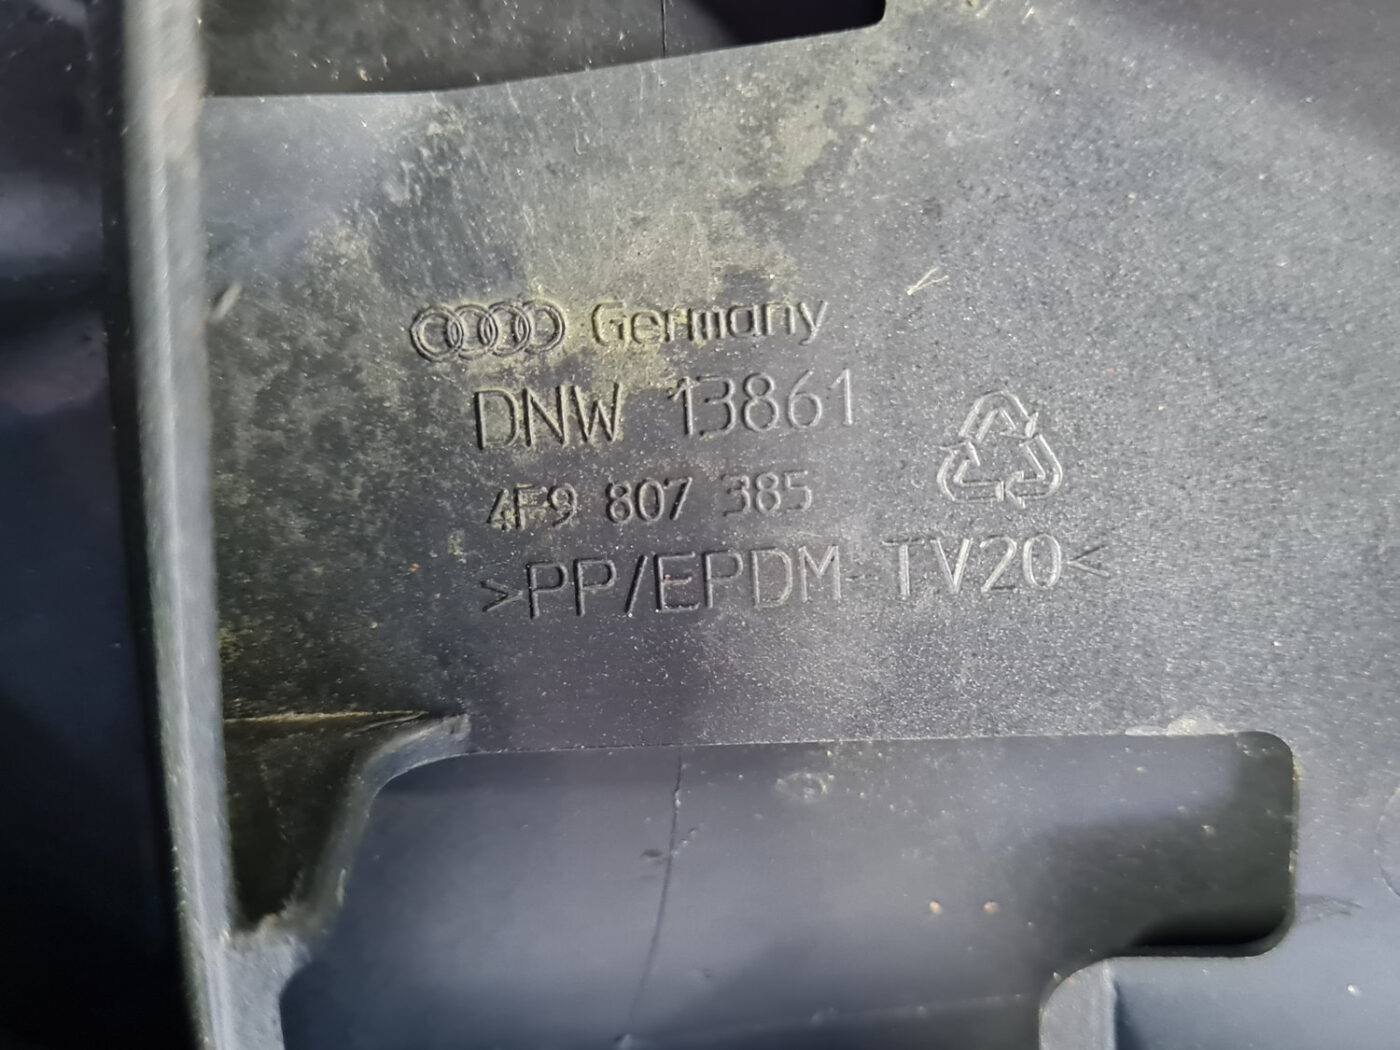 Germany
DNW 13861
4F9 807 385
>PP/EPDM-TV20<